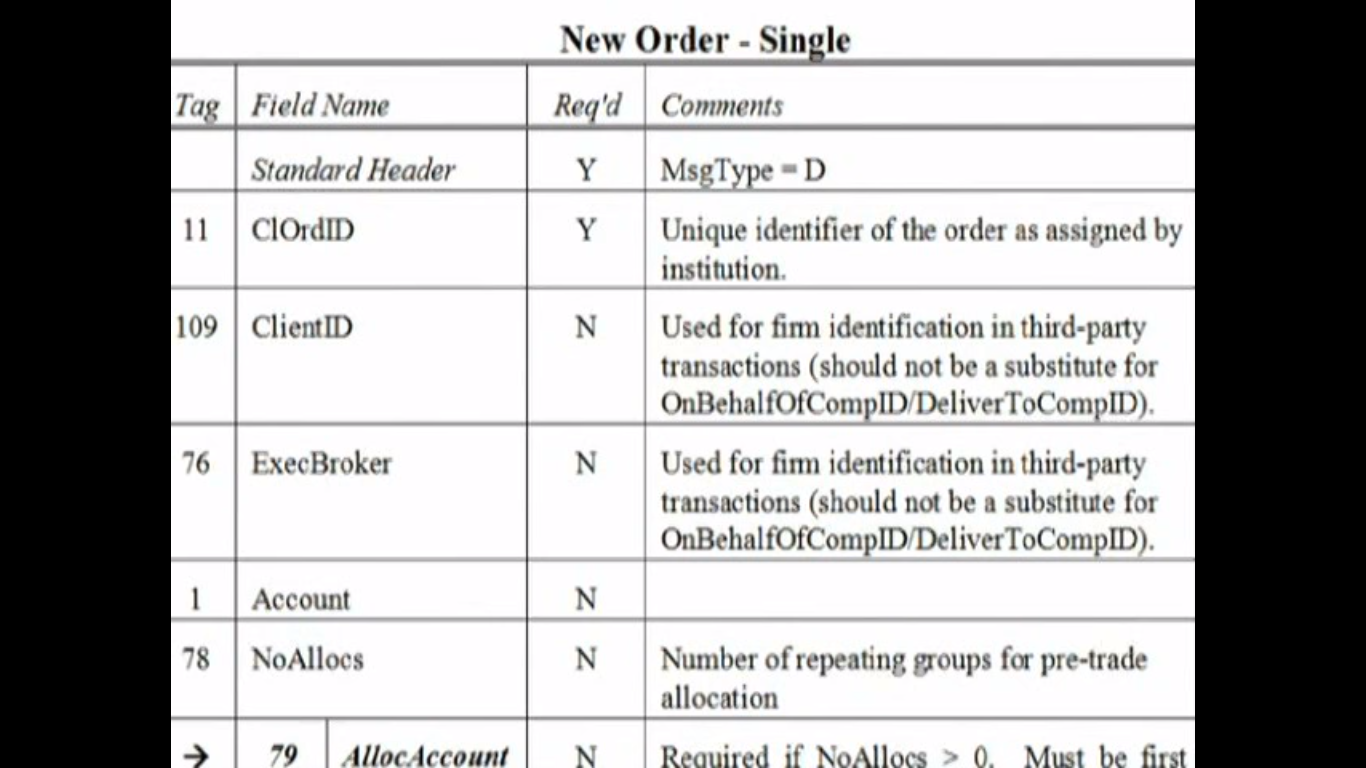 New Order - Single
Tag Field Name Req'd Comments
Standard Header Y MsgType = D
11 ClOrdID Y Unique identifier of the order as assigned by
institution.
109 ClientID N Used for firm identification in third-party
transactions (should not be a substitute for
OnBehalfOfCompID/DeliverToCompID).
76 ExecBroker N Used for firm identification in third-party
transactions (should not be a substitute for
OnBehalfOfCompID/DeliverToCompID).
1 Account N
78 NoAllocs N Number of repeating groups for pre-trade
allocation
→ 79 AllocAccount N Required if NoAllocs > 0. Must be first